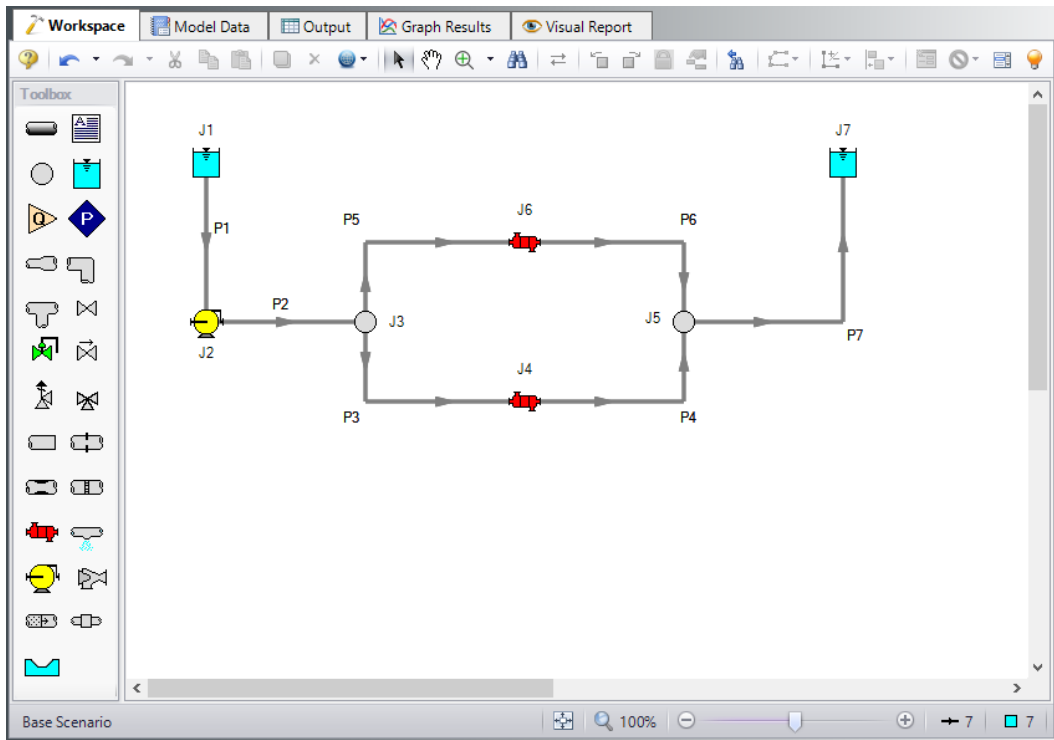 Workspace
Model Data
Output
Graph Results
Visual Report
Toolbox
A
Q
P
J1
J7
P1
P5
J6
P6
P2
J3
J5
J2
P7
J4
P3
P4
Base Scenario
100%
7
7